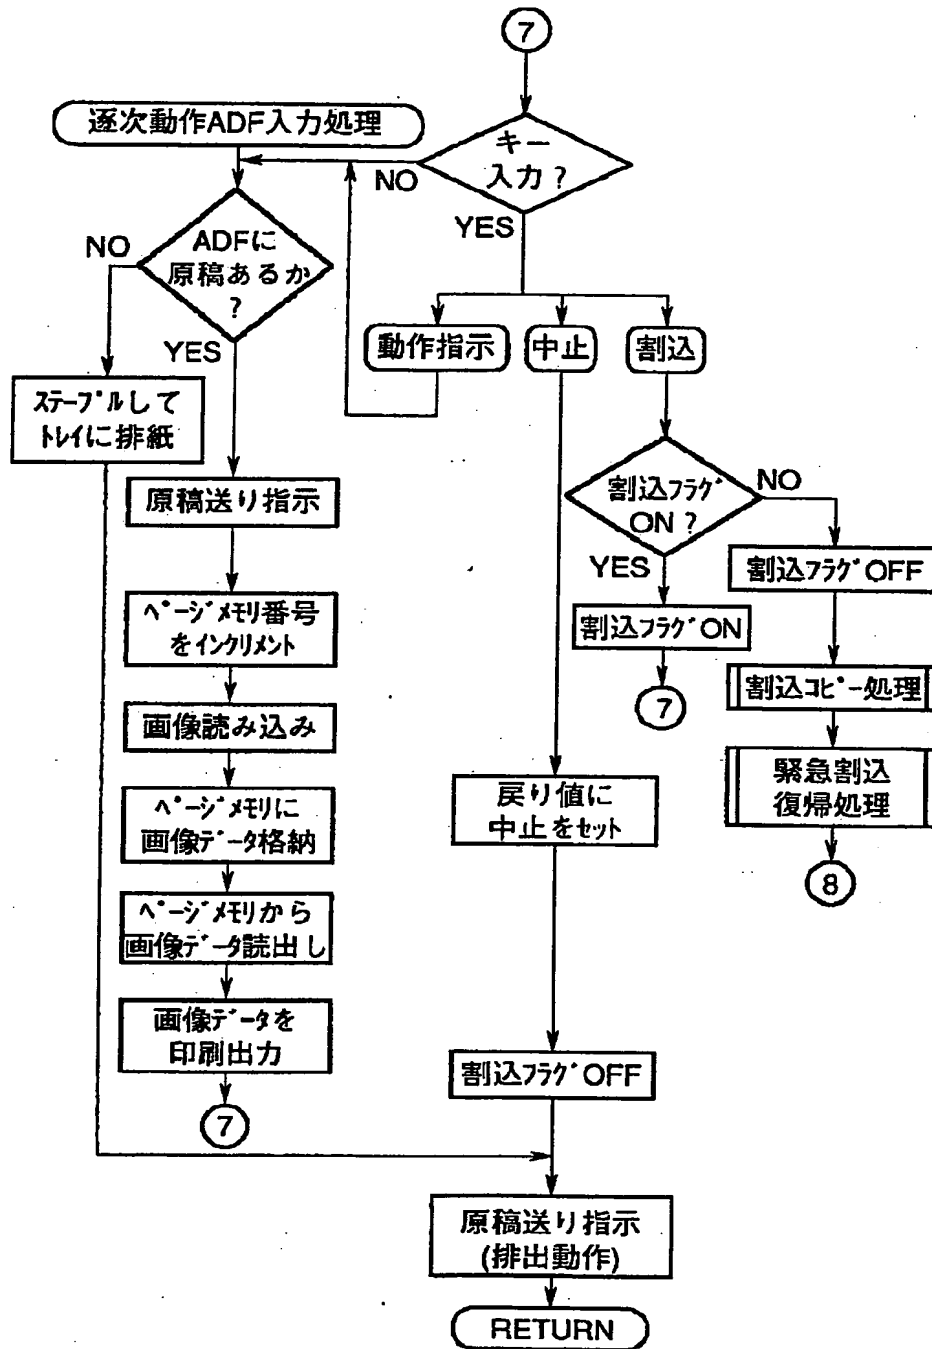 7
逐次動作ADF入力処理
キー
入力?
NO
YES
ADFに
原稿あるか
?
NO
YES
動作指示
中止
割込
ステープルして
トレイに排紙
割込フラグ
ON?
NO
YES
原稿送り指示
割込フラグOFF
ページメモリ番号
をインクリメント
割込フラグON
割込コピー処理
7
画像読み込み
緊急割込
復帰処理
戻り値に
中止をセット
ページメモリに
画像データ格納
8
ページメモリから
画像データ読出し
画像データを
印刷出力
割込フラグOFF
7
原稿送り指示
(排出動作)
RETURN